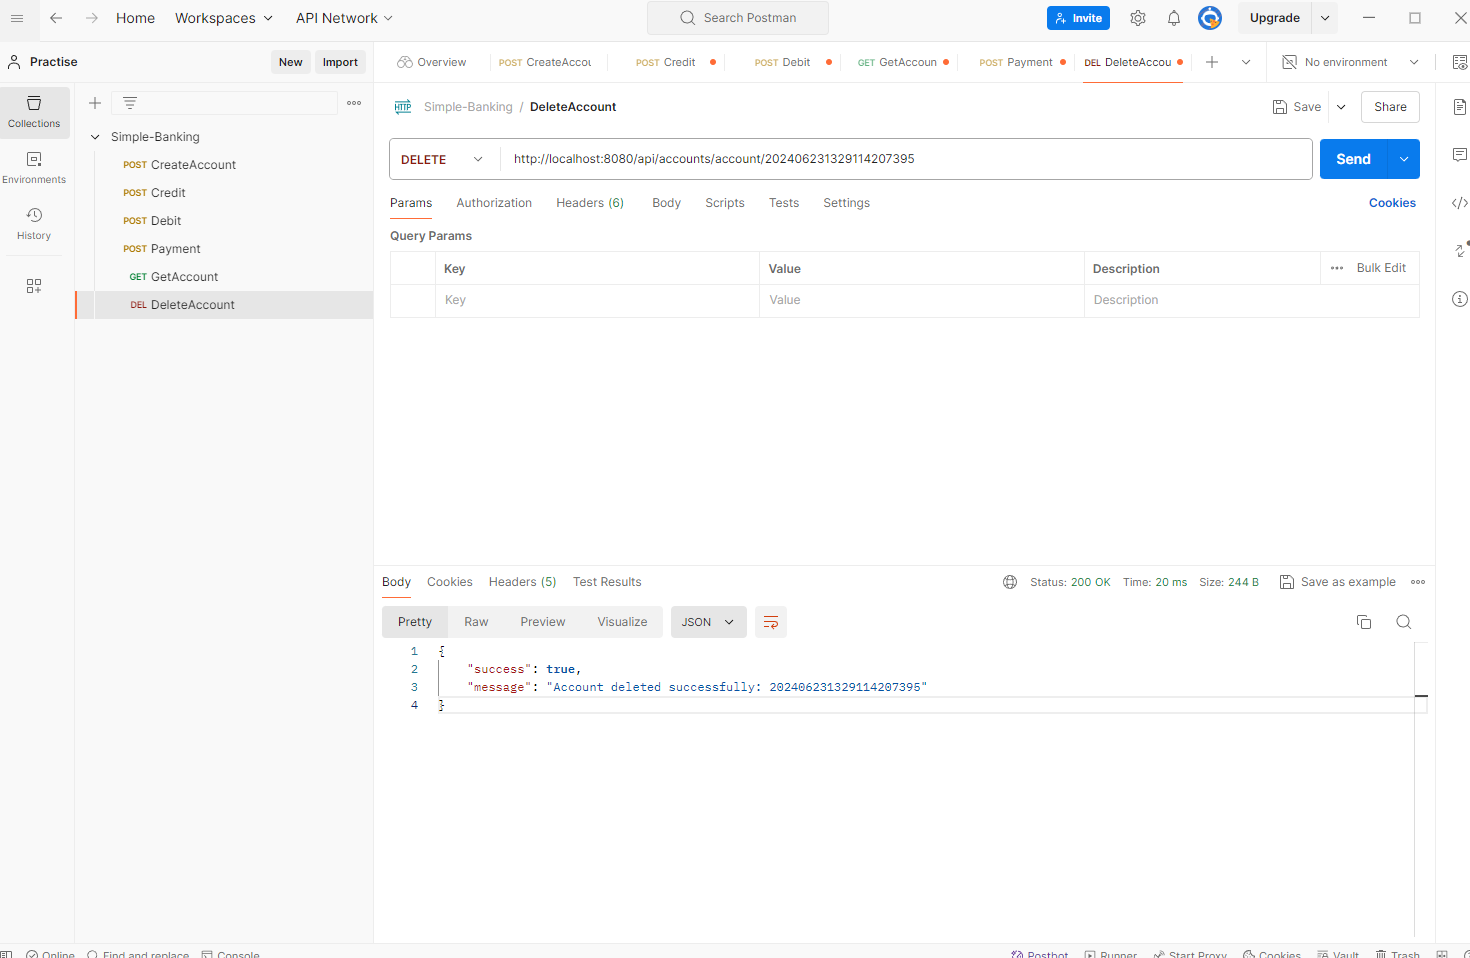 Home Workspaces API Network Search Postman Invite Upgrade
Practise New Import Overview POST CreateAccou POST Credit POST Debit GET GetAccoun POST Payment DEL DeleteAccou No environment
Collections
Environments
History
Simple-Banking
POST CreateAccount
POST Credit
POST Debit
POST Payment
GET GetAccount
DEL DeleteAccount
HTTP Simple-Banking / DeleteAccount Save Share
DELETE http://localhost:8080/api/accounts/account/202406231329114207395 Send
Params Authorization Headers (6) Body Scripts Tests Settings Cookies
Query Params
Key Value Description Bulk Edit
Key Value Description
Body Cookies Headers (5) Test Results Status: 200 OK Time: 20 ms Size: 244 B Save as example
Pretty Raw Preview Visualize JSON
1 {
2 "success": true,
3 "message": "Account deleted successfully: 202406231329114207395"
4 }
Online Find and replace Console Postbot Runner Start Proxy Cookies Vault Trash